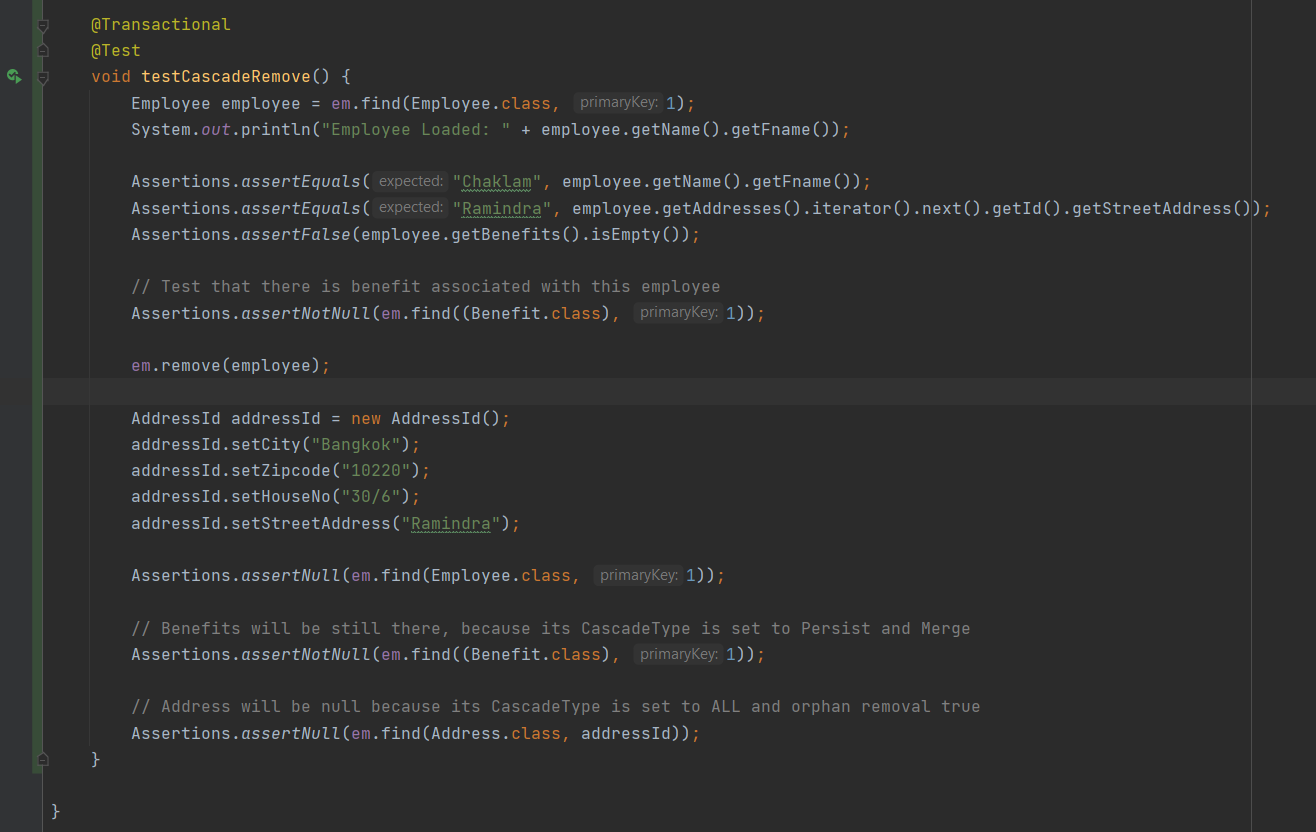 @Transactional
@Test
void testCascadeRemove() {
Employee employee = em.find(Employee.class, primaryKey: 1);
System.out.println("Employee Loaded: " + employee.getName().getFname());
Assertions.assertEquals( expected: "Chaklam", employee.getName().getFname());
Assertions.assertEquals( expected: "Ramindra", employee.getAddresses().iterator().next().getId().getStreetAddress());
Assertions.assertFalse(employee.getBenefits().isEmpty());
// Test that there is benefit associated with this employee
Assertions.assertNotNull(em.find((Benefit.class), primaryKey: 1));
em.remove(employee);
AddressId addressId = new AddressId();
addressId.setCity("Bangkok");
addressId.setZipcode("10220");
addressId.setHouseNo("30/6");
addressId.setStreetAddress("Ramindra");
Assertions.assertNull(em.find(Employee.class, primaryKey: 1));
// Benefits will be still there, because its CascadeType is set to Persist and Merge
Assertions.assertNotNull(em.find((Benefit.class), primaryKey: 1));
// Address will be null because its CascadeType is set to ALL and orphan removal true
Assertions.assertNull(em.find(Address.class, addressId));
}
}